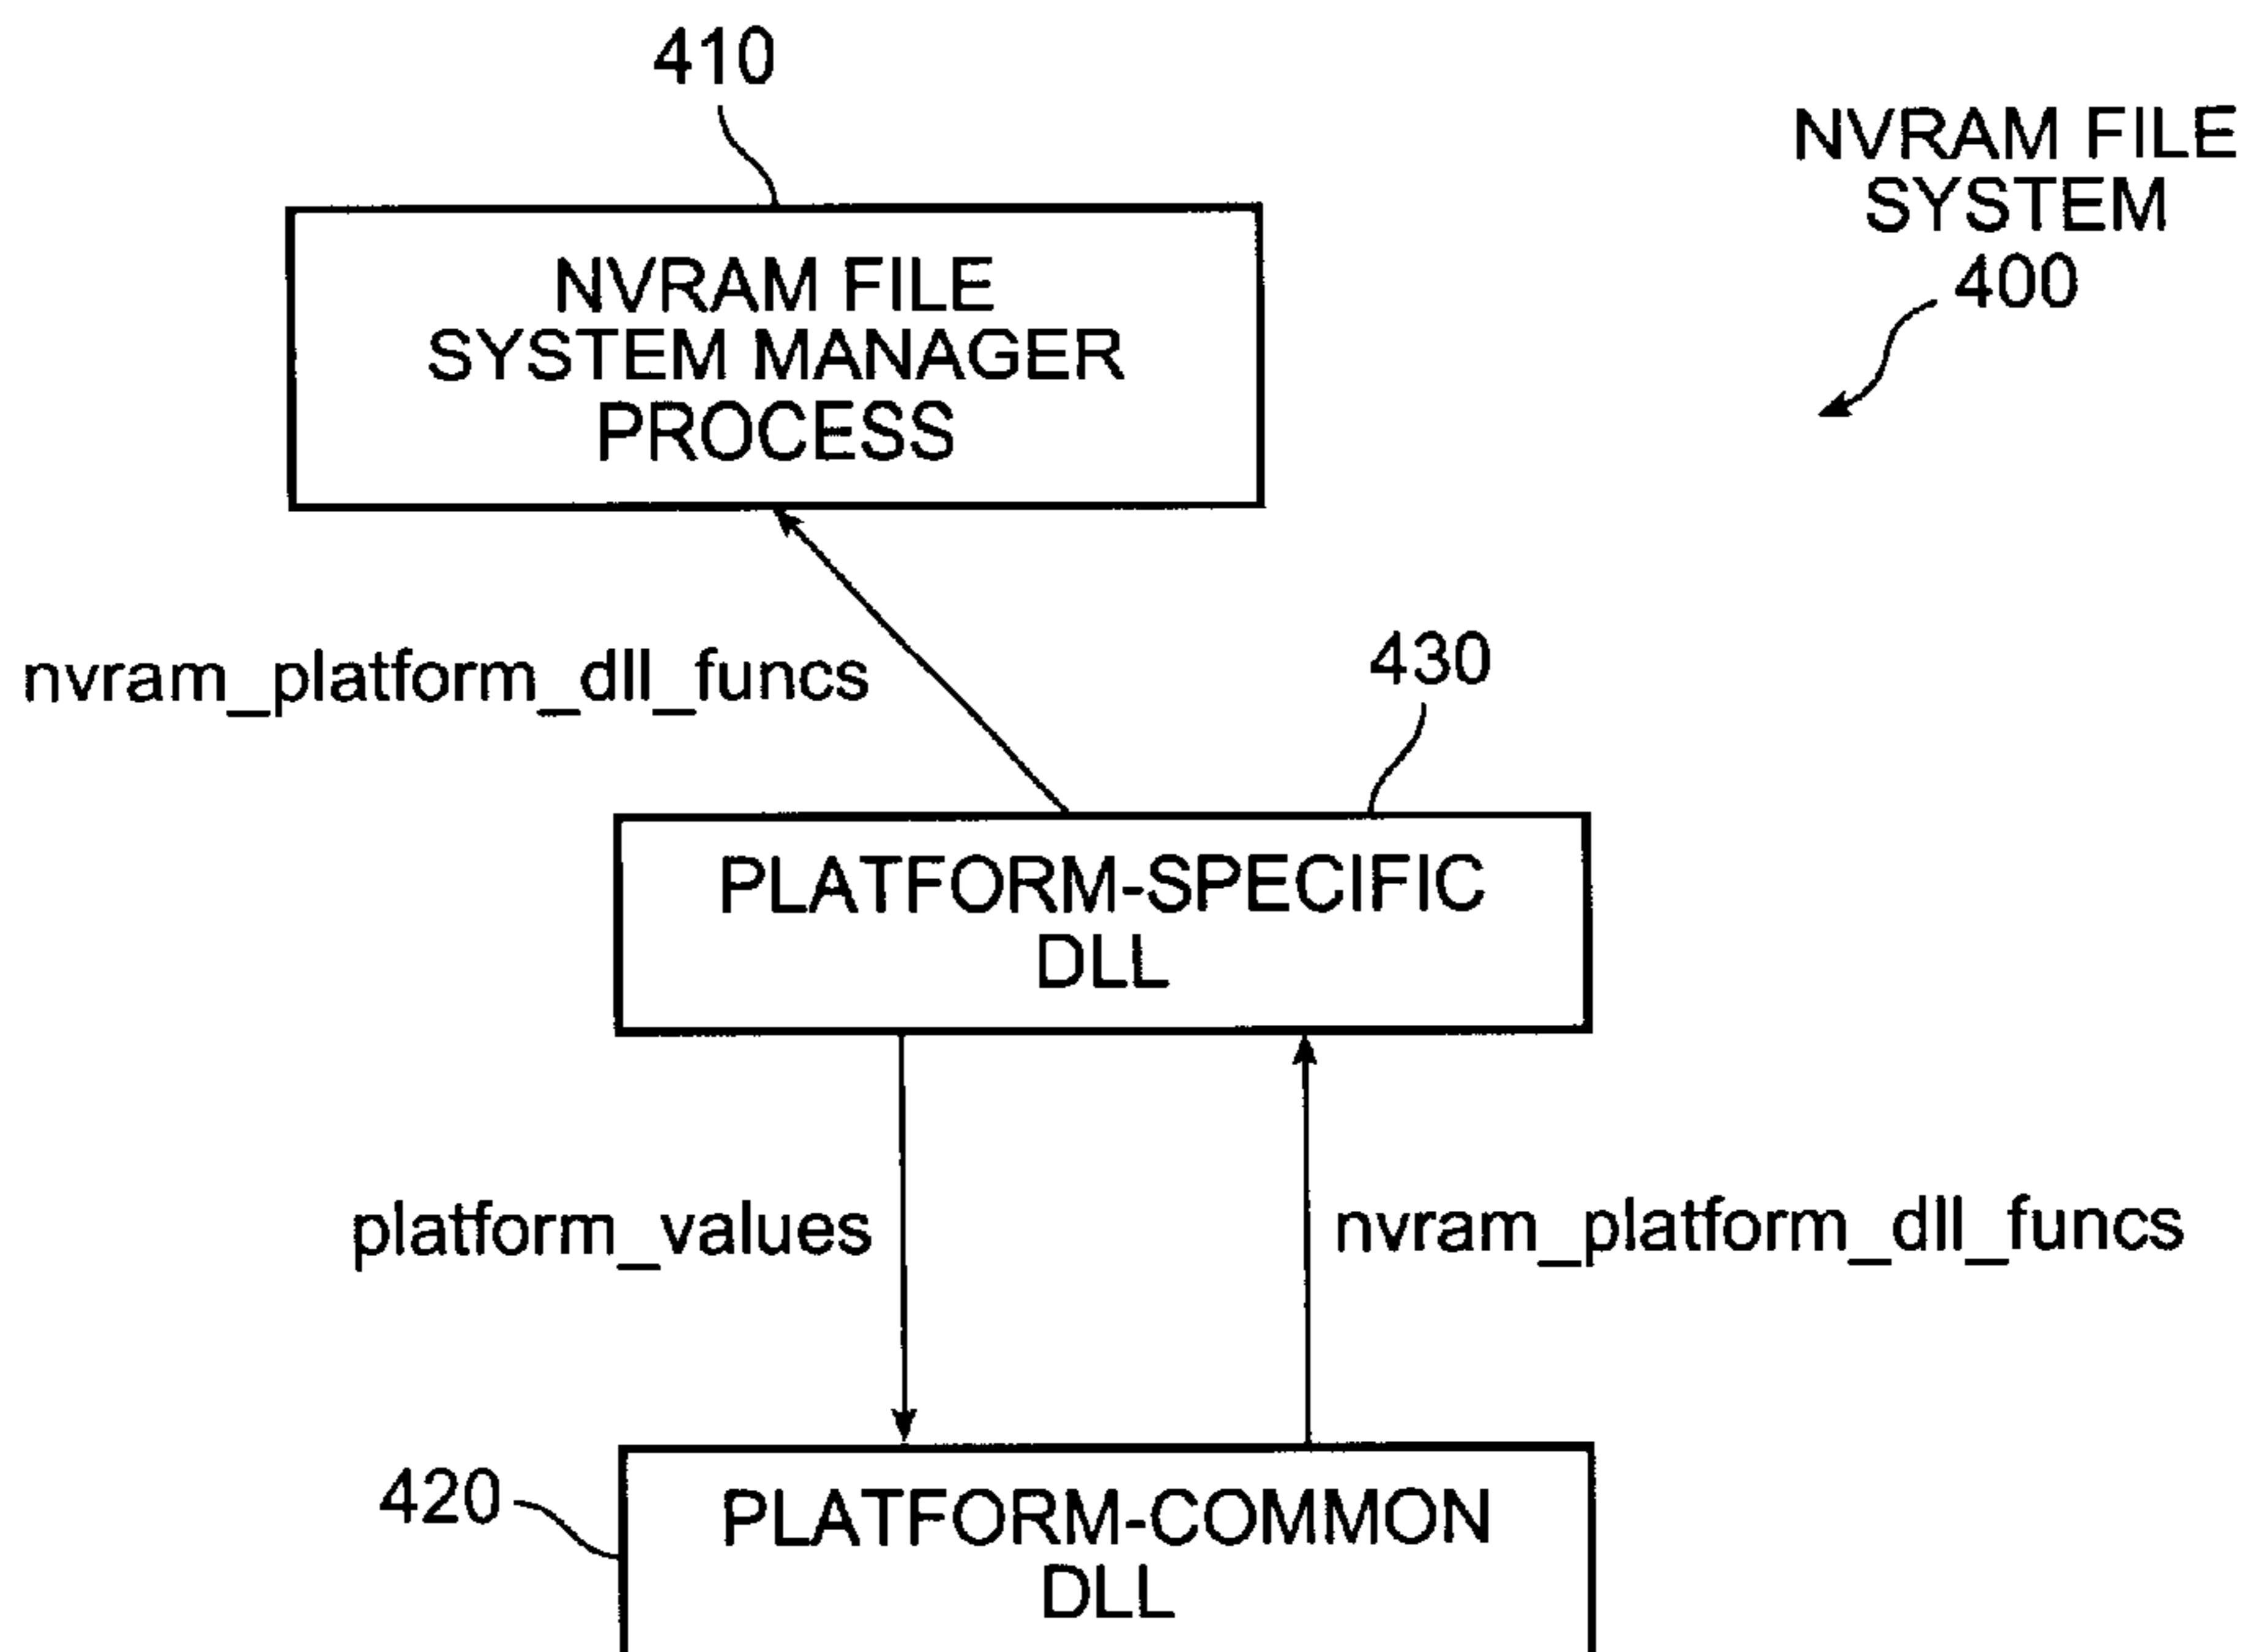 410
NVRAM FILE
SYSTEM
400
NVRAM FILE
SYSTEM MANAGER
PROCESS
nvram_platform_dll_funcs
430
PLATFORM-SPECIFIC
DLL
platform_values
nvram_platform_dll_funcs
420
PLATFORM-COMMON
DLL